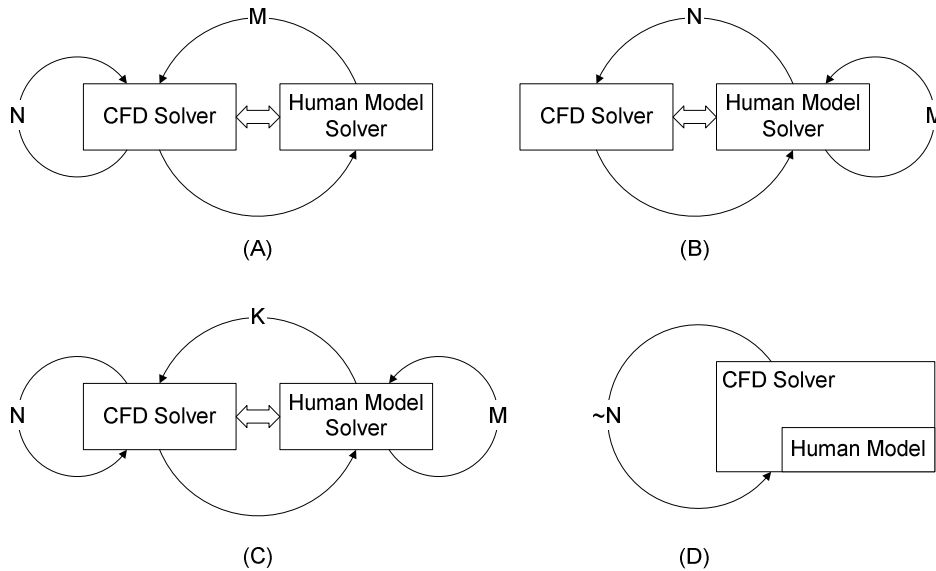 M
N
CFD Solver
Human Model
Solver
(A)
N
CFD Solver
Human Model
Solver
M
(B)
K
N
CFD Solver
Human Model
Solver
M
(C)
CFD Solver
~N
Human Model
(D)